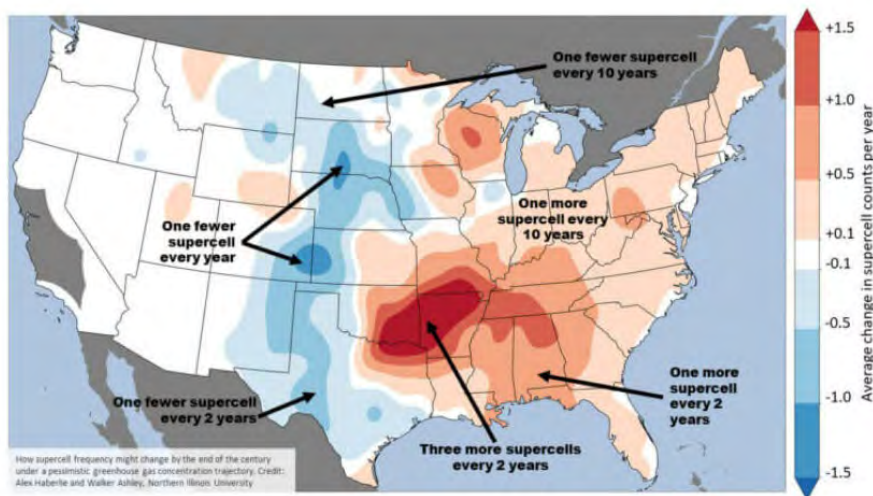 One fewer supercell
every 10 years
One fewer
supercell
every year
One more
supercell every
10 years
One fewer supercell
every 2 years
Three more supercells
every 2 years
One more
supercell
every 2
years
+1.5
+1.0
+0.5
+0.1
-0.1
-0.5
-1.0
-1.5
Average change in supercell counts per year
How supercell frequency might change by the end of the century
under a pessimistic greenhouse gas concentration trajectory. Credit:
Alex Haberlie and Walker Ashley, Northern Illinois University